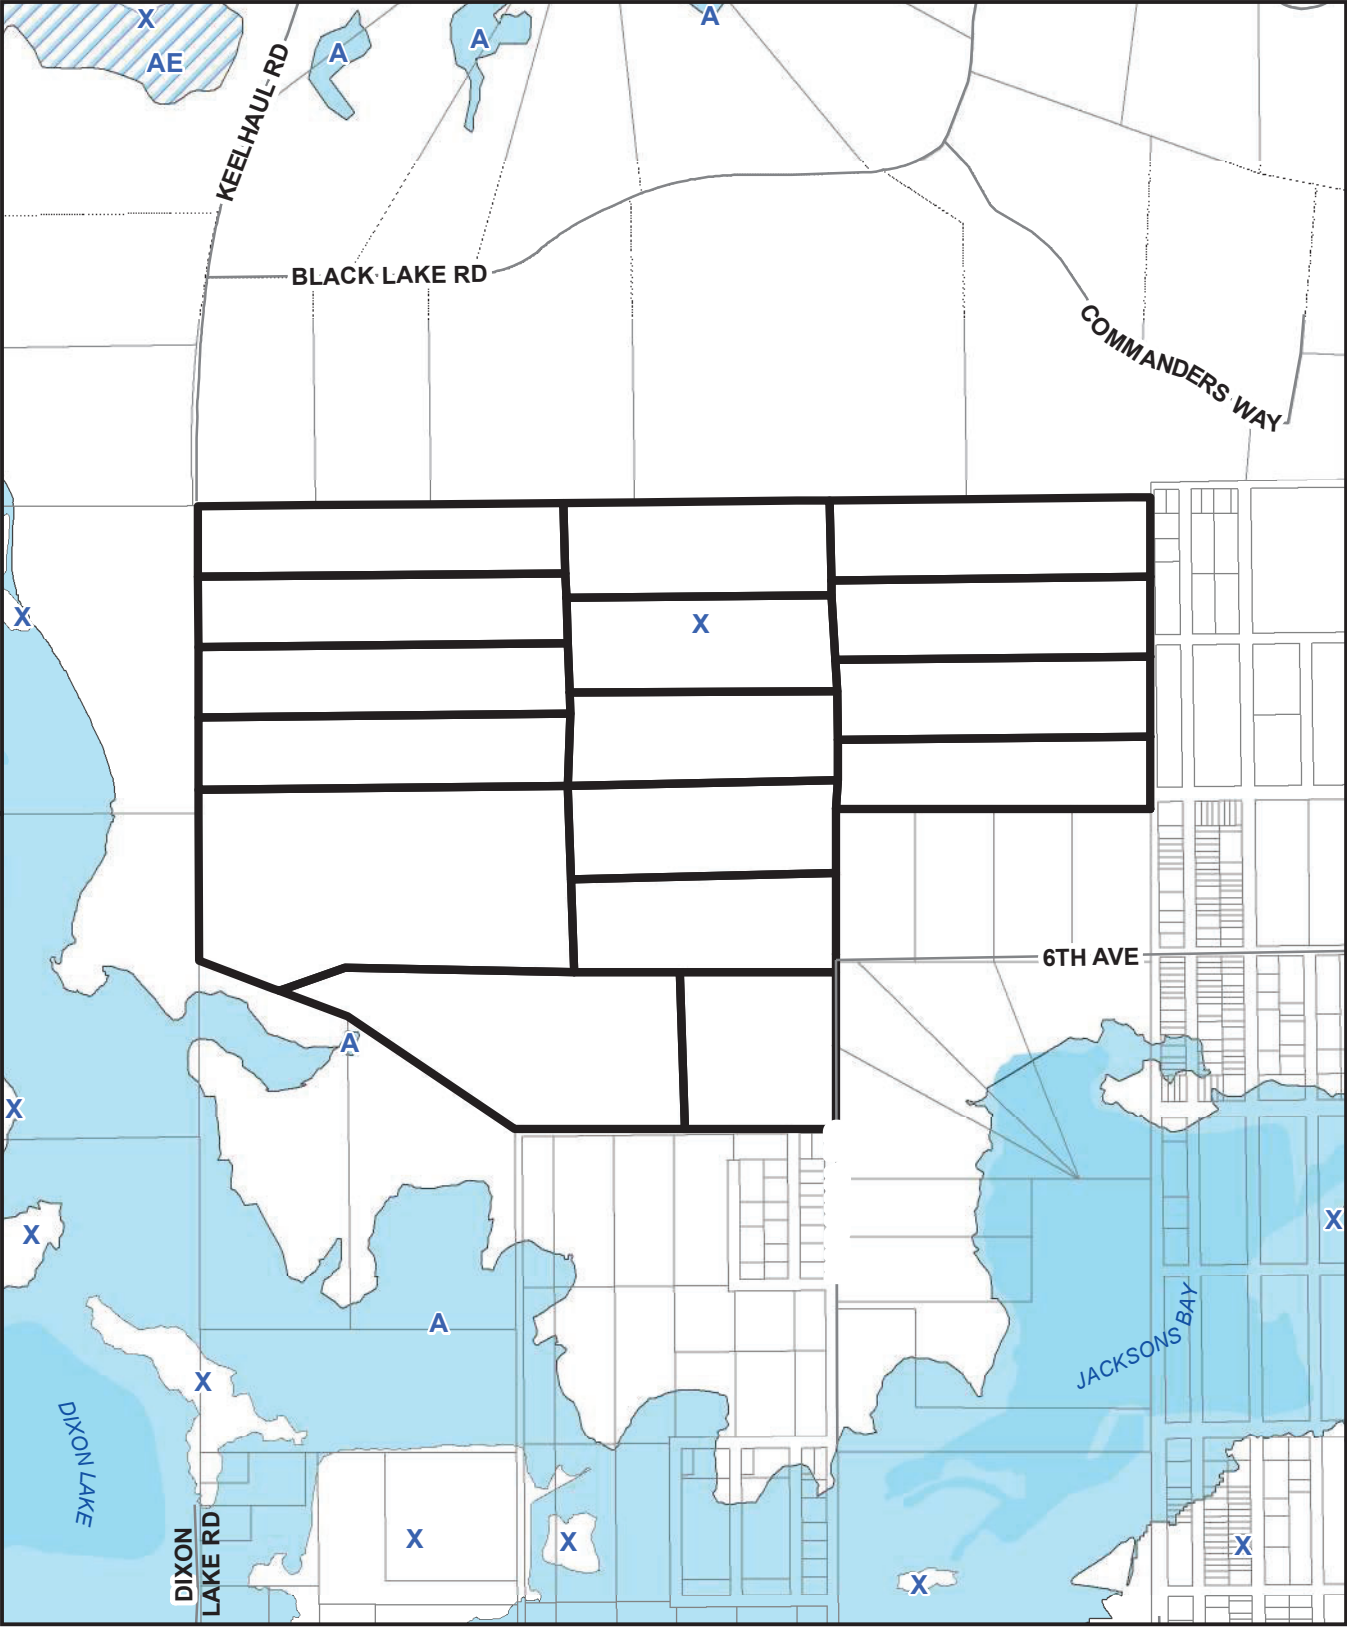 X
A
AE
A
A
KEELHAUL RD
BLACK LAKE RD
COMMANDERS WAY
X
X
6TH AVE
A
X
X
X
JACKSONS BAY
A
X
DIXON LAKE
X
X
X
X
DIXON
LAKE RD